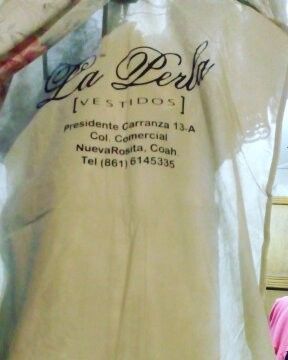 La Perla
[VESTIDOS]
Presidente Carranza 13-A
Col. Comercial
NuevaRosita, Coah
Tel (861) 6145335